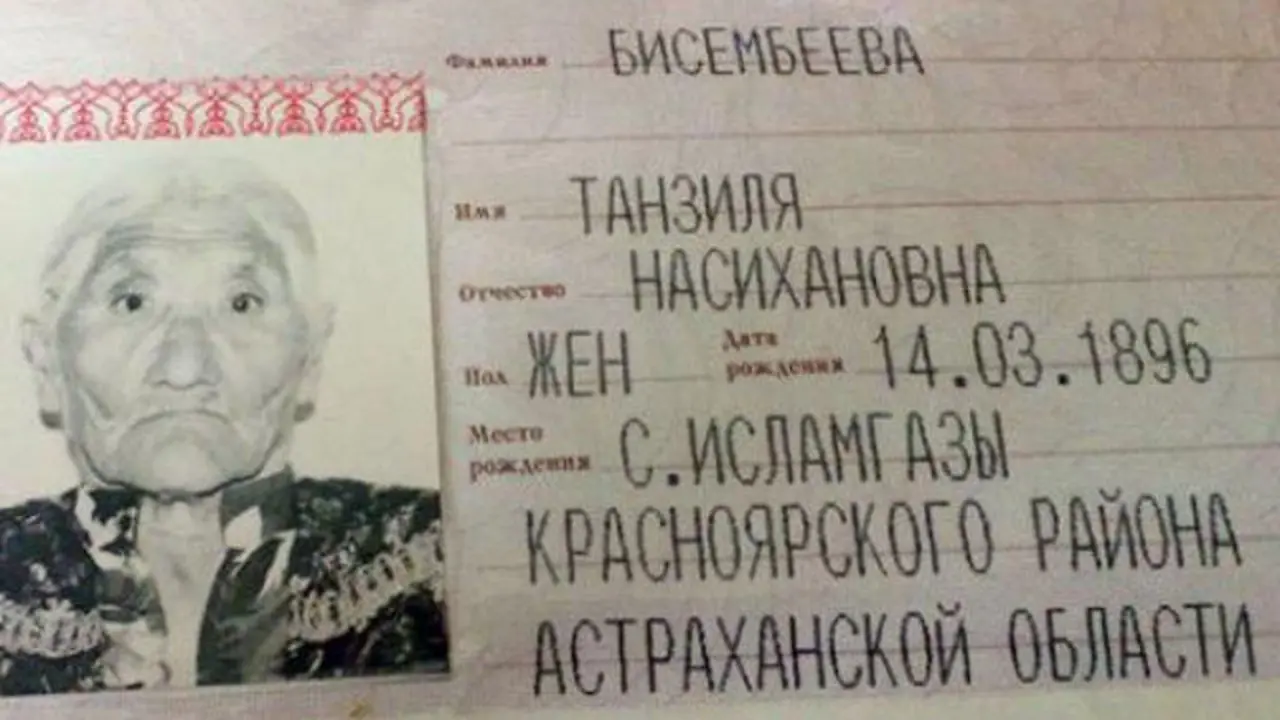 Фамилия БИСЕМБЕЕВА
Имя ТАНЗИЛЯ
Отчество НАСИХАНОВНА
Пол ЖЕН Дата рождения 14.03.1896
Место рождения С.ИСЛАМГАЗЫ
КРАСНОЯРСКОГО РАЙОНА
АСТРАХАНСКОЙ ОБЛАСТИ